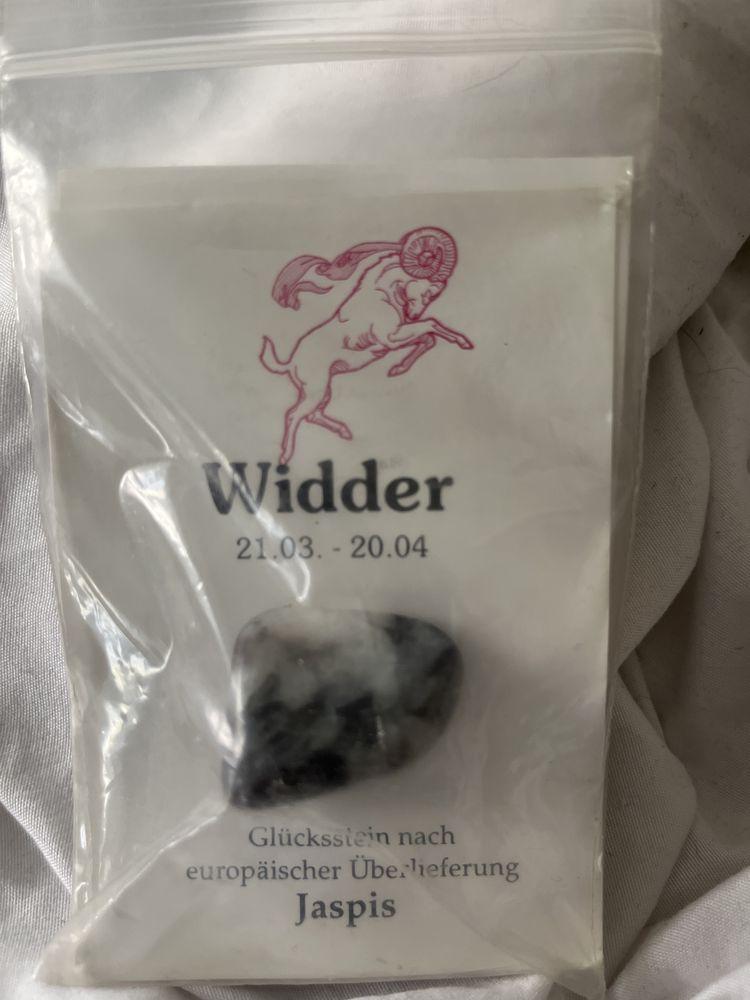 Widder
21.03. - 20.04
Glücksstein nach
europäischer Überlieferung
Jaspis